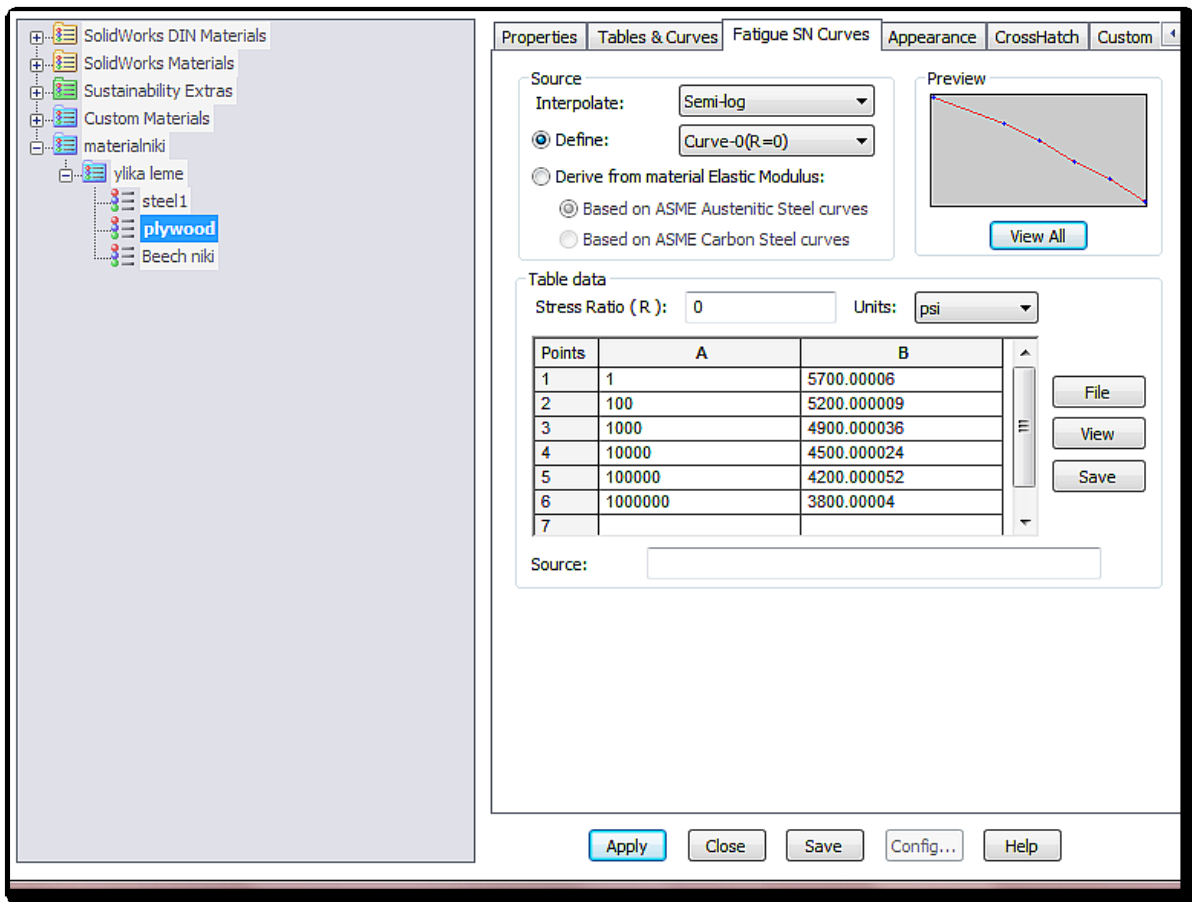 SolidWorks DIN Materials
SolidWorks Materials
Sustainability Extras
Custom Materials
materialniki
ylika leme
steel1
plywood
Beech niki
Properties Tables & Curves Fatigue SN Curves Appearance CrossHatch Custom
Source
Interpolate: Semi-log
Define: Curve-0(R=0)
Derive from material Elastic Modulus:
Based on ASME Austenitic Steel curves
Based on ASME Carbon Steel curves
Preview
View All
Table data
Stress Ratio ( R ): 0 Units: psi
Points A B
1 1 5700.00006
2 100 5200.000009
3 1000 4900.000036
4 10000 4500.000024
5 100000 4200.000052
6 1000000 3800.00004
7
File
View
Save
Source:
Apply Close Save Config... Help